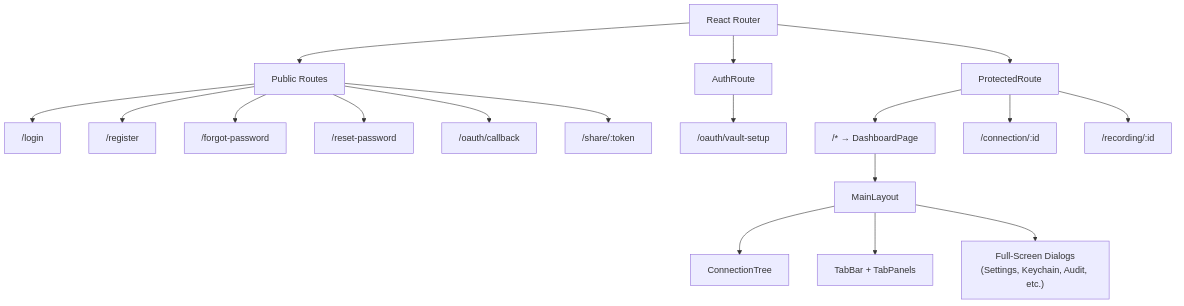 React Router
Public Routes
AuthRoute
ProtectedRoute
/login
/register
/forgot-password
/reset-password
/oauth/callback
/share/:token
/oauth/vault-setup
/* → DashboardPage
/connection/:id
/recording/:id
MainLayout
ConnectionTree
TabBar + TabPanels
Full-Screen Dialogs
(Settings, Keychain, Audit,
etc.)